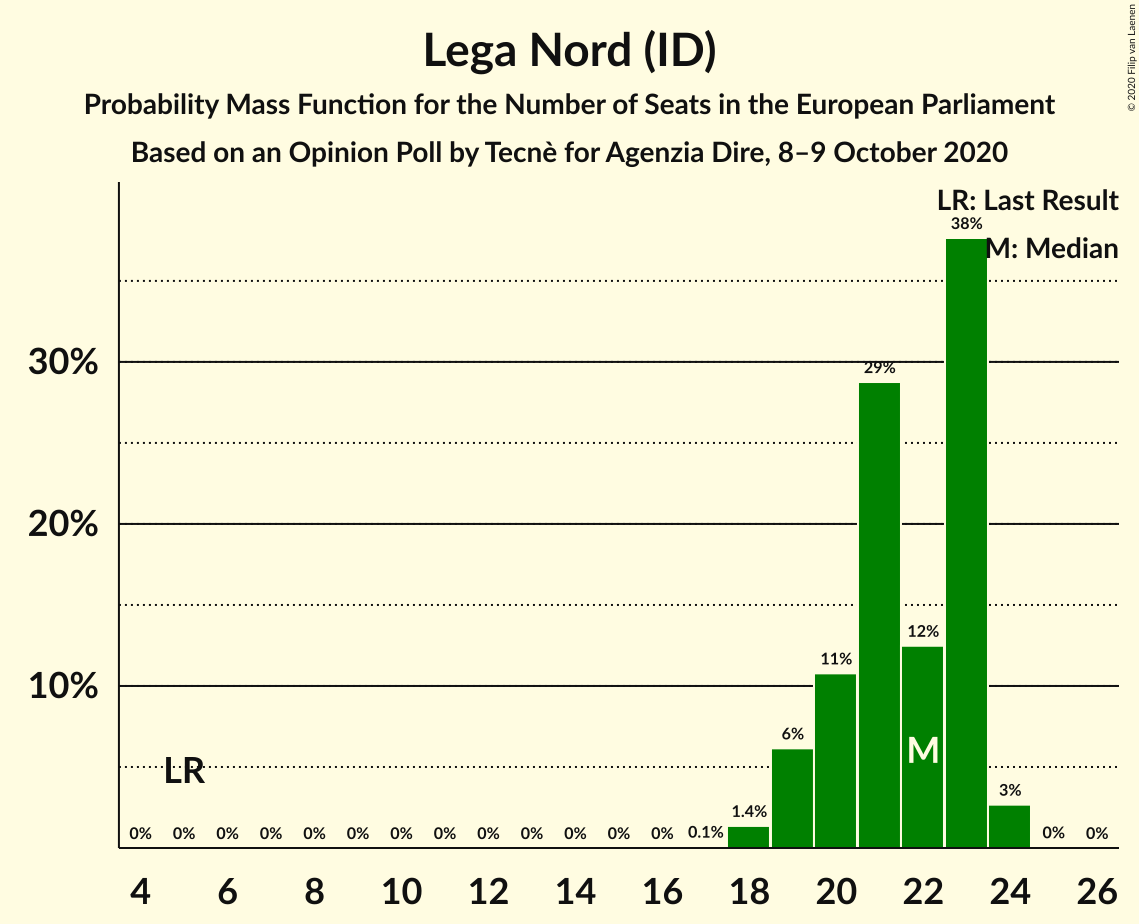 © 2020 Filip van Laenen
Lega Nord (ID)
Probability Mass Function for the Number of Seats in the European Parliament
Based on an Opinion Poll by Tecnè for Agenzia Dire, 8–9 October 2020
LR: Last Result
M: Median
38%
30%
29%
20%
12%
11%
10%
M
6%
LR
3%
1.4%
0% 0% 0% 0% 0% 0% 0% 0% 0% 0% 0% 0% 0% 0.1% 0% 0%
4 6 8 10 12 14 16 18 20 22 24 26